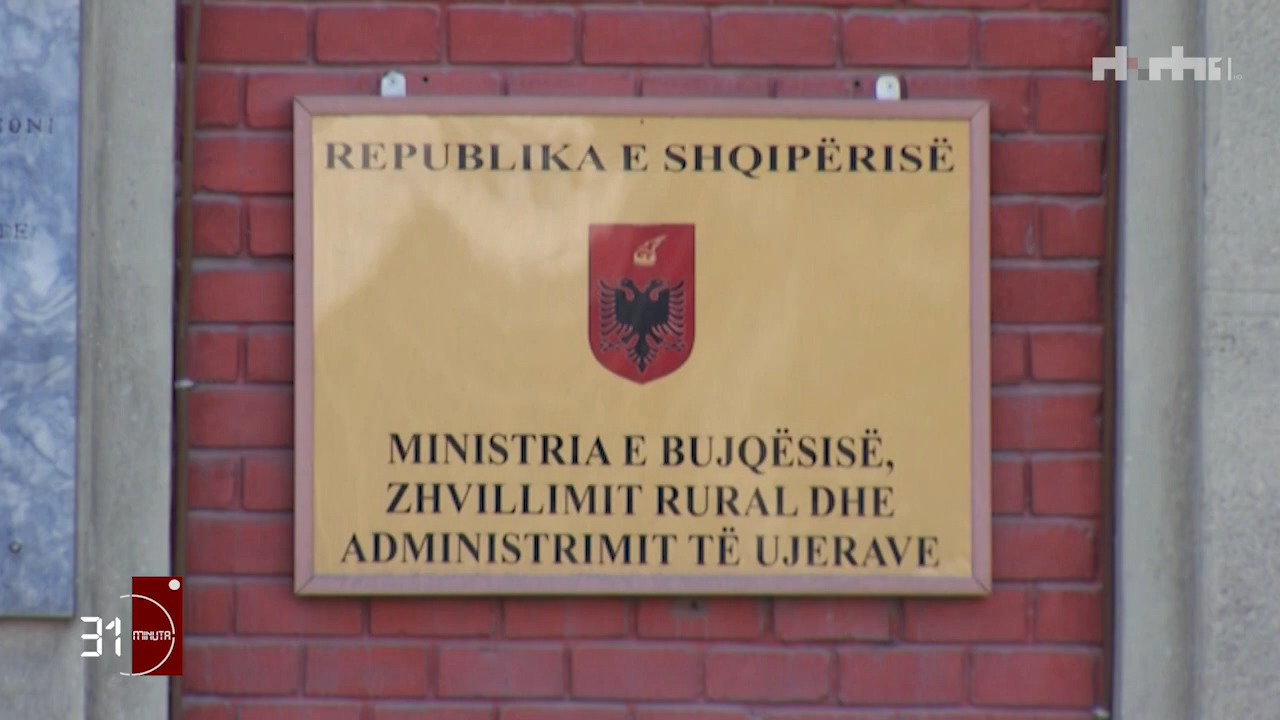 REPUBLIKA E SHQIPËRISË
MINISTRIA E BUJQËSISË,
ZHVILLIMIT RURAL DHE
ADMINISTRIMIT TË UJERAVE
31 MINUTA